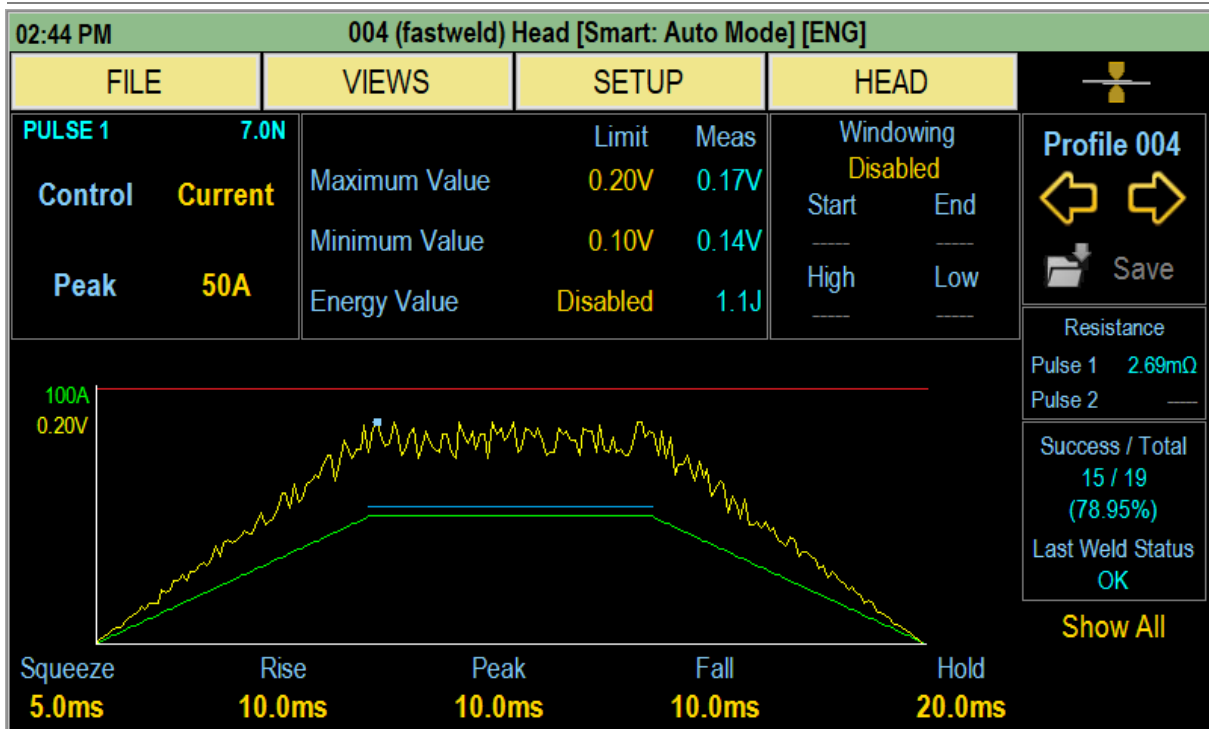 02:44 PM 004 (fastweld) Head [Smart: Auto Mode] [ENG]
FILE VIEWS SETUP HEAD
PULSE 1 7.0N
Control Current
Peak 50A
Limit Meas
Maximum Value 0.20V 0.17V
Minimum Value 0.10V 0.14V
Energy Value Disabled 1.1J
Windowing
Disabled
Start End
----- -----
High Low
----- -----
Profile 004
Save
Resistance
Pulse 1 2.69mΩ
Pulse 2 ----
Success / Total
15 / 19
(78.95%)
Last Weld Status
OK
Show All
100A
0.20V
Squeeze Rise Peak Fall Hold
5.0ms 10.0ms 10.0ms 10.0ms 20.0ms